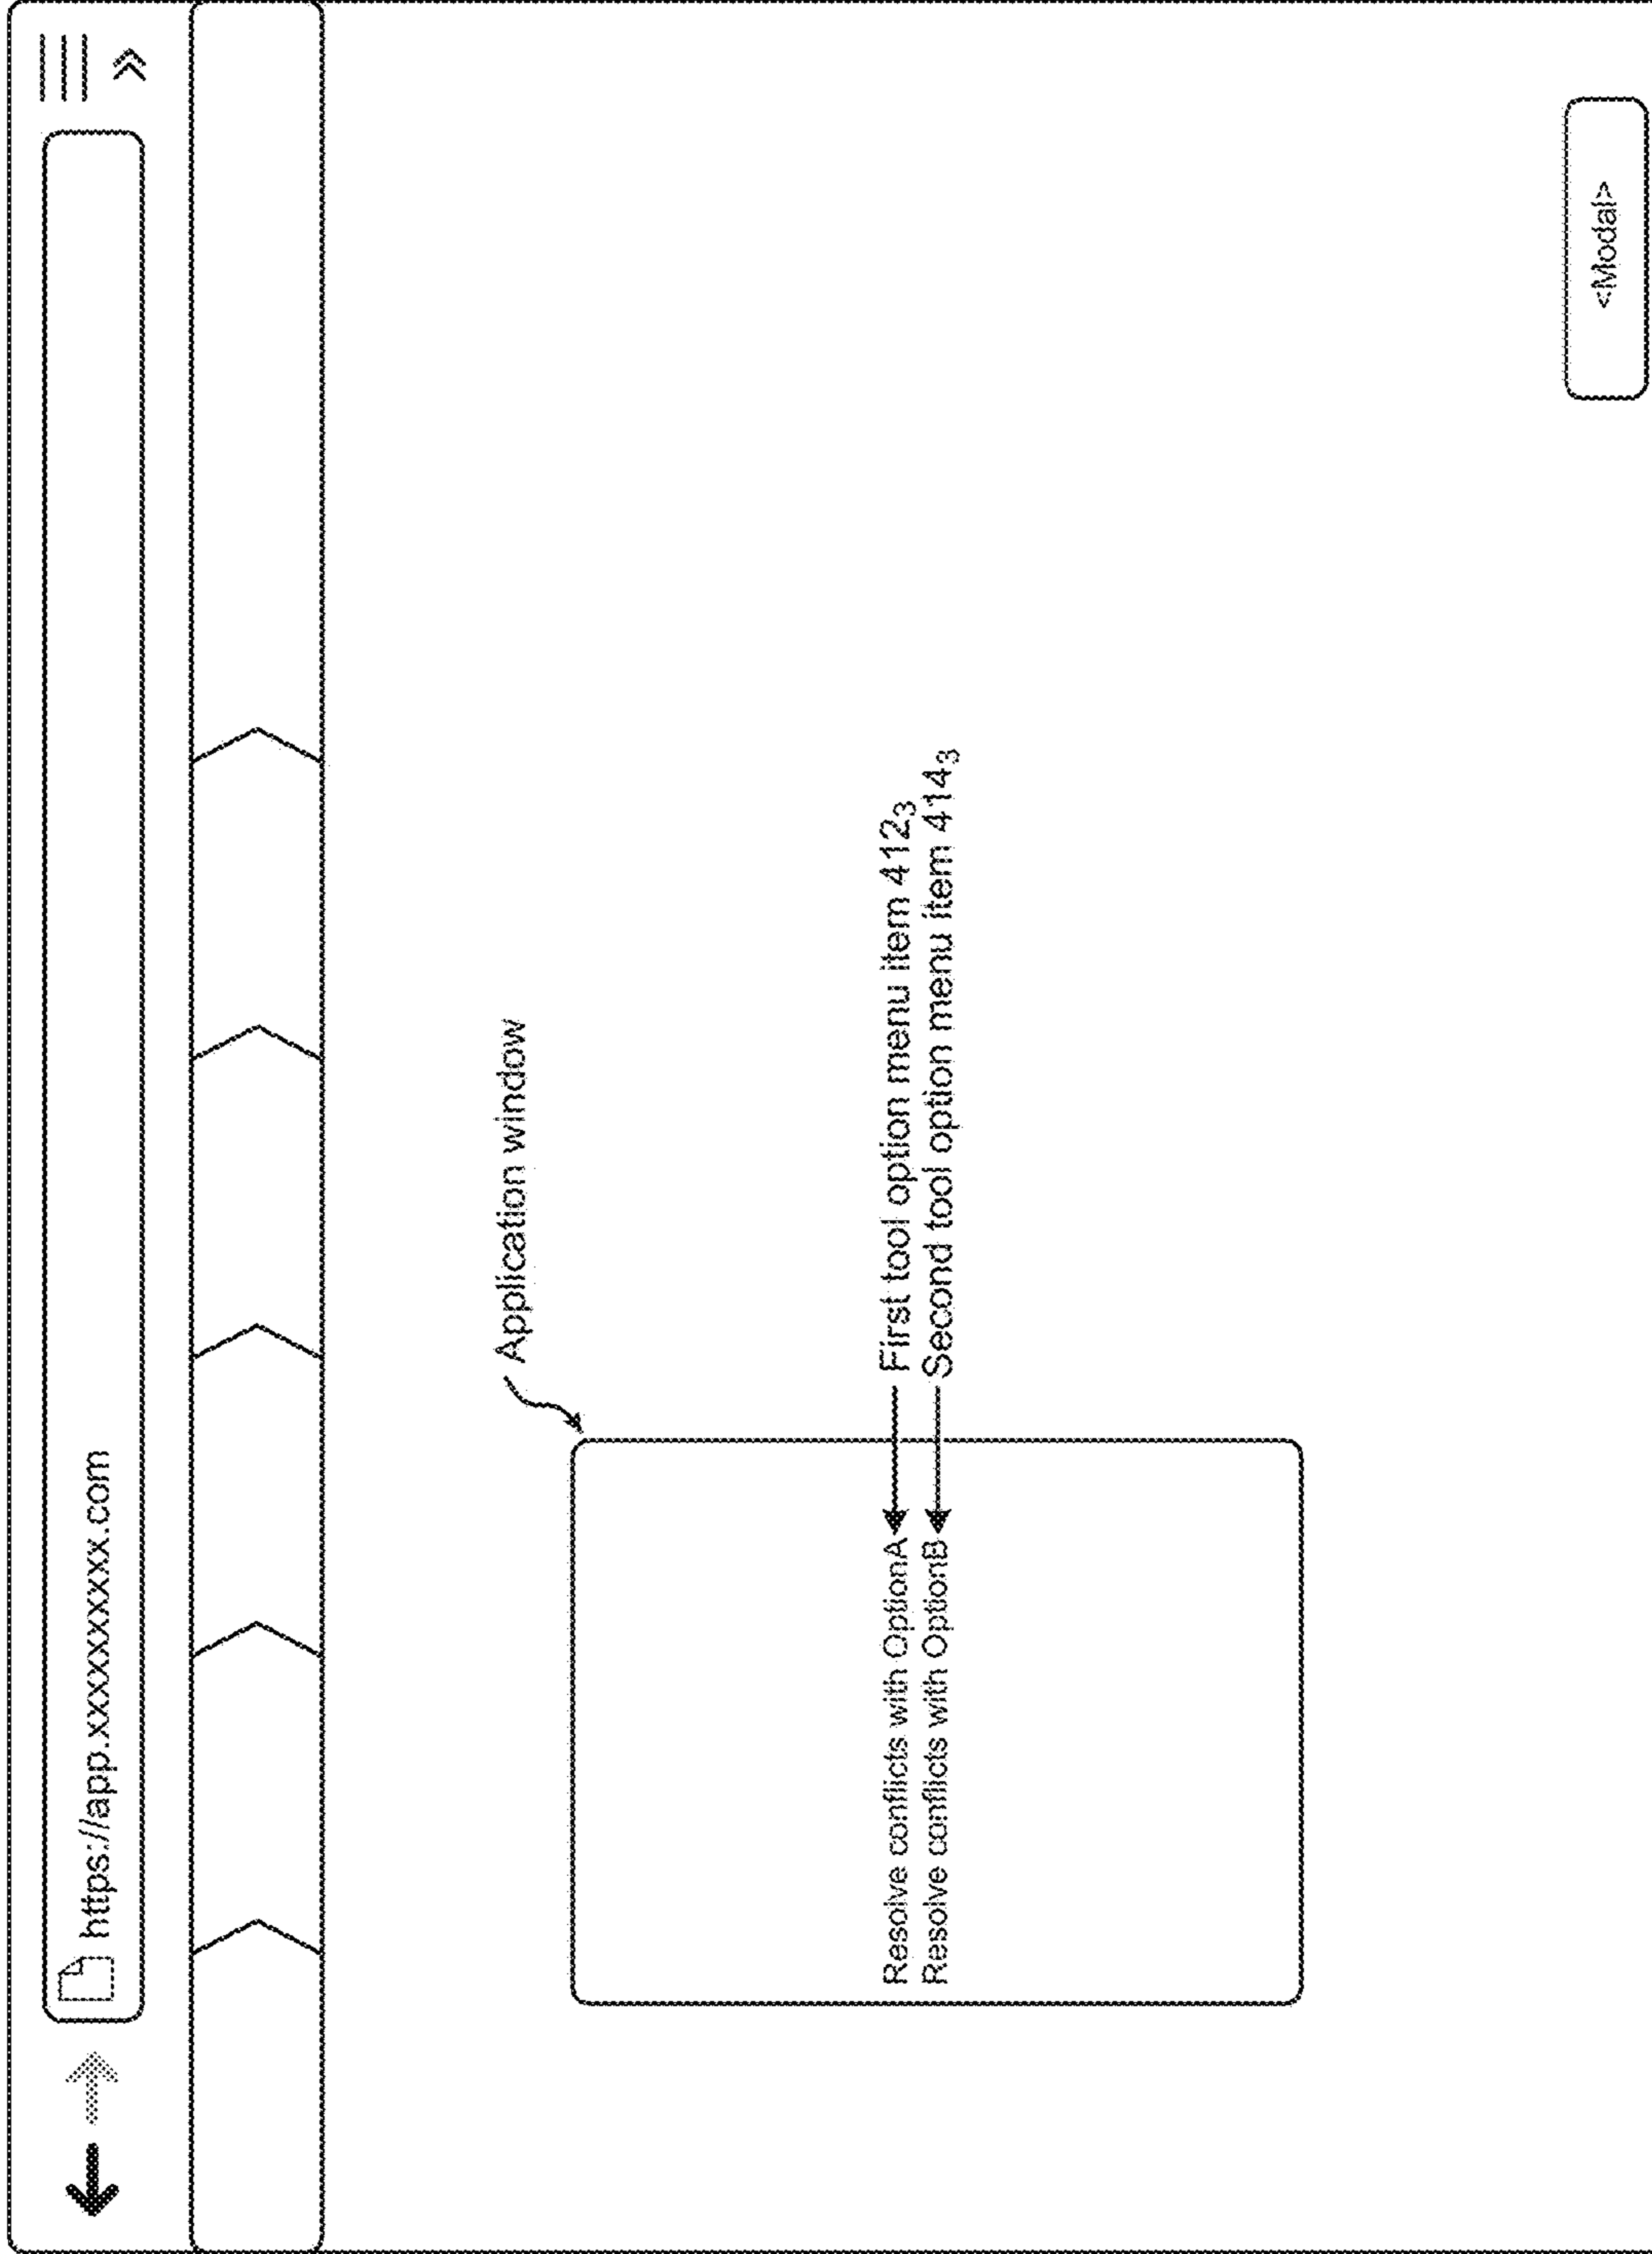 https://app.xxxxxxxxx.com
Application window
Resolve conflicts with OptionA
First tool option menu item 412₃
Resolve conflicts with OptionB
Second tool option menu item 414₃
<Modal>